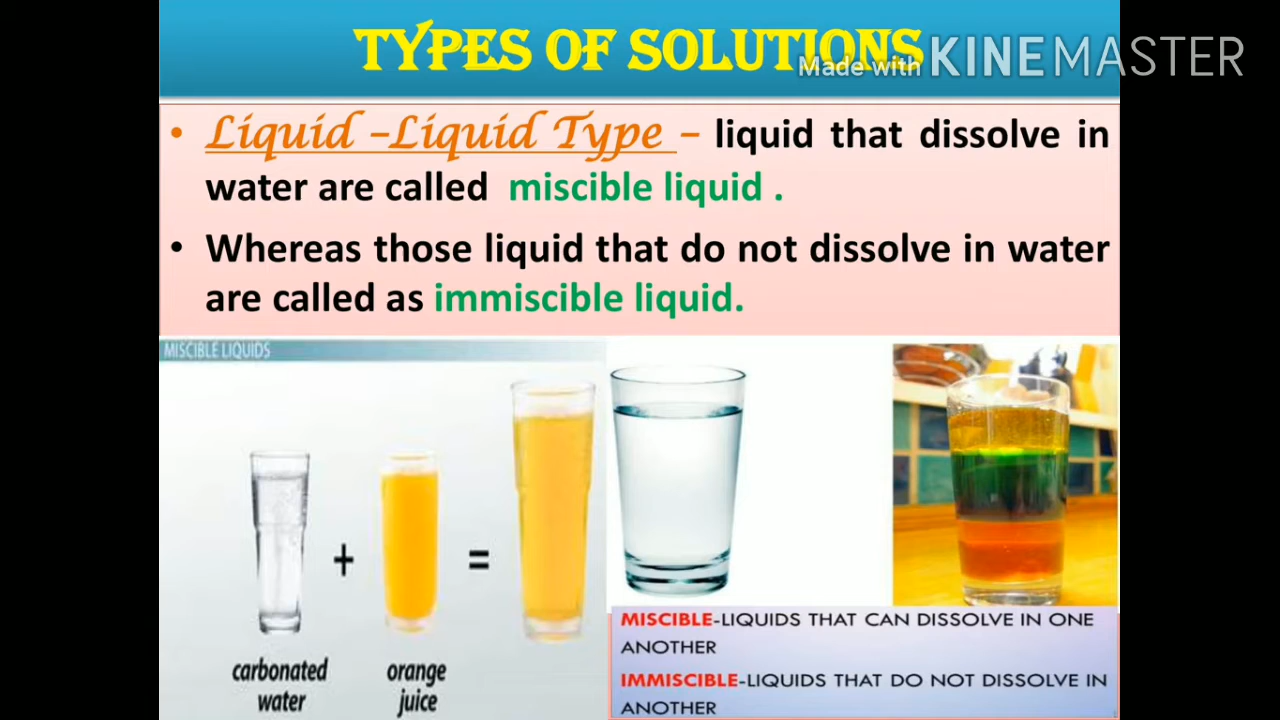 TYPES OF SOLUTIONS
Made with KINEMASTER
• Liquid –Liquid Type – liquid that dissolve in
water are called miscible liquid .
• Whereas those liquid that do not dissolve in water
are called as immiscible liquid.
MISCIBLE LIQUIDS
+
=
carbonated
water
orange
juice
MISCIBLE-LIQUIDS THAT CAN DISSOLVE IN ONE
ANOTHER
IMMISCIBLE-LIQUIDS THAT DO NOT DISSOLVE IN
ANOTHER